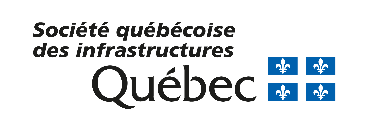 Société québécoise
des infrastructures
Québec